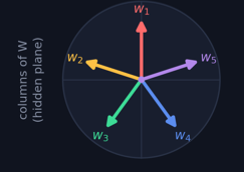 columns of W
(hidden plane)
w₁
w₂
w₅
w₃
w₄